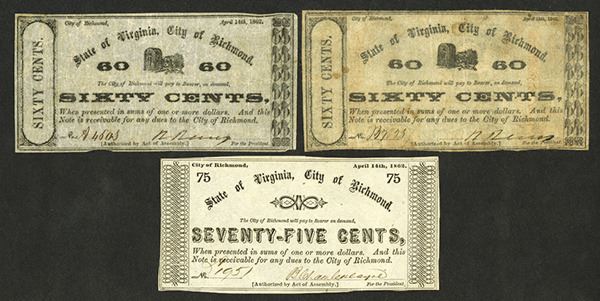 City of Richmond, April 14th, 1862.
State of Virginia, City of Richmond,
SIXTY CENTS.
60 60
The City of Richmond will pay to Bearer, on demand,
SIXTY CENTS,
When presented in sums of one or more dollars. And this
Note is receivable for any dues to the City of Richmond.
No.
[Authorized by Act of Assembly.] For the President
City of Richmond, April 14th, 1862.
State of Virginia, City of Richmond,
SIXTY CENTS.
60 60
The City of Richmond will pay to Bearer, on demand,
SIXTY CENTS,
When presented in sums of one or more dollars. And this
Note is receivable for any dues to the City of Richmond.
No.
[Authorized by Act of Assembly.] For the President
City of Richmond, April 14th, 1862.
75 75
State of Virginia, City of Richmond,
The City of Richmond will pay to Bearer, on demand,
SEVENTY-FIVE CENTS,
When presented in sums of one or more dollars. And this
Note is receivable for any dues to the City of Richmond.
No. 1951
[Authorized by Act of Assembly.] For the President